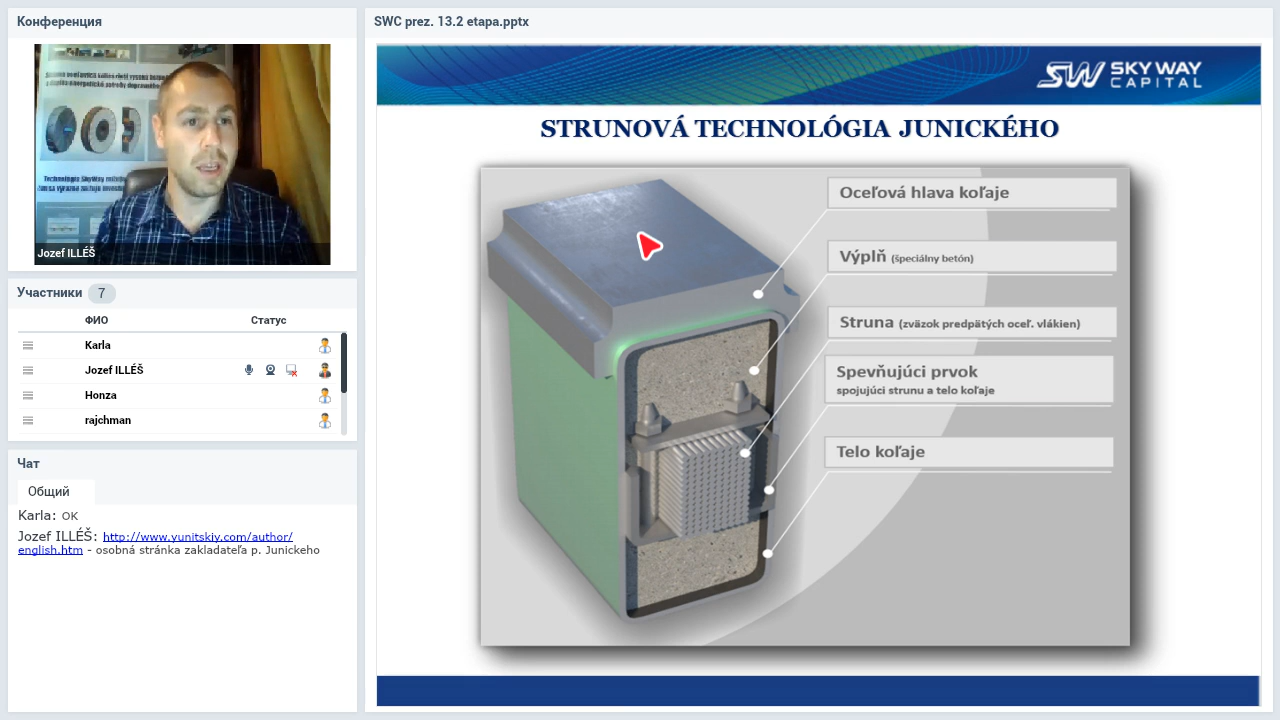 Конференция
Jozef ILLÉŠ
Участники 7
ФИО Статус
Karla
Jozef ILLÉŠ
Honza
rajchman
Чат
Общий
Karla: OK
Jozef ILLÉŠ: http://www.yunitskiy.com/author/
english.htm - osobná stránka zakladateľa p. Junickeho
SWC prez. 13.2 etapa.pptx
SW SKY WAY
CAPITAL
STRUNOVÁ TECHNOLÓGIA JUNICKÉHO
Oceľová hlava koľaje
Výplň (špeciálny betón)
Struna (zväzok predpätých oceľ. vlákien)
Spevňujúci prvok
spojujúci strunu a telo koľaje
Telo koľaje